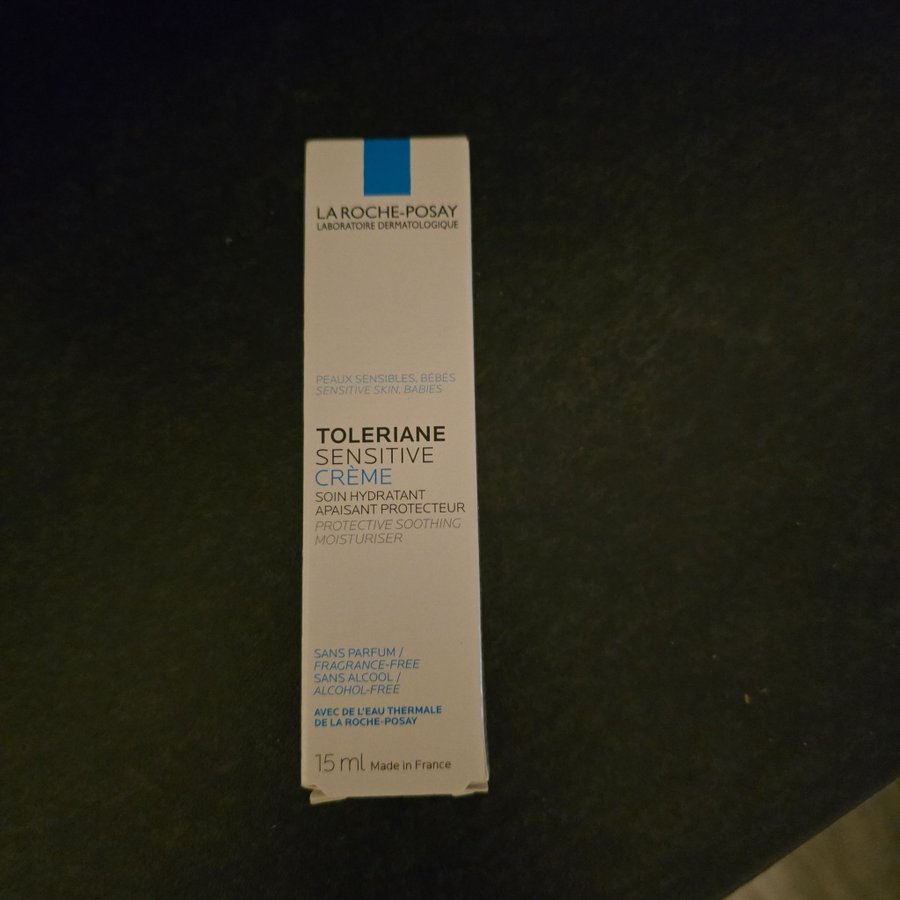 LA ROCHE-POSAY
LABORATOIRE DERMATOLOGIQUE
PEAUX SENSIBLES, BÉBÉS
SENSITIVE SKIN, BABIES
TOLERIANE
SENSITIVE
CRÈME
SOIN HYDRATANT
APAISANT PROTECTEUR
PROTECTIVE SOOTHING
MOISTURISER
SANS PARFUM /
FRAGRANCE-FREE
SANS ALCOOL /
ALCOHOL-FREE
AVEC DE L'EAU THERMALE
DE LA ROCHE-POSAY
15 ml Made in France